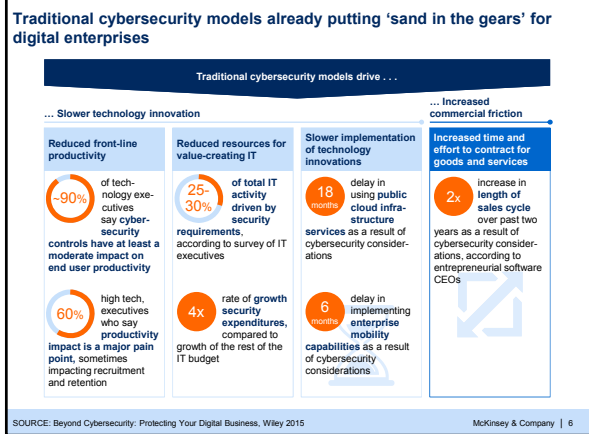 Traditional cybersecurity models already putting ‘sand in the gears’ for
digital enterprises
Traditional cybersecurity models drive . . .
… Slower technology innovation
… Increased
commercial friction
Reduced front-line
productivity
~90%
of tech-
nology exe-
cutives
say cyber-
security
controls have at least a
moderate impact on
end user productivity
60%
high tech,
executives
who say
productivity
impact is a major pain
point, sometimes
impacting recruitment
and retention
Reduced resources for
value-creating IT
25-
30%
of total IT
activity
driven by
security
requirements,
according to survey of IT
executives
4x
rate of growth
security
expenditures,
compared to
growth of the rest of the
IT budget
Slower implementation
of technology
innovations
18
months
delay in
using public
cloud infra-
structure
services as a result of
cybersecurity consider-
ations
6
months
delay in
implementing
enterprise
mobility
capabilities as a result
of cybersecurity
considerations
Increased time and
effort to contract for
goods and services
2x
increase in
length of
sales cycle
over past two
years as a result of
cybersecurity consider-
ations, according to
entrepreneurial software
CEOs
SOURCE: Beyond Cybersecurity: Protecting Your Digital Business, Wiley 2015
McKinsey & Company | 6